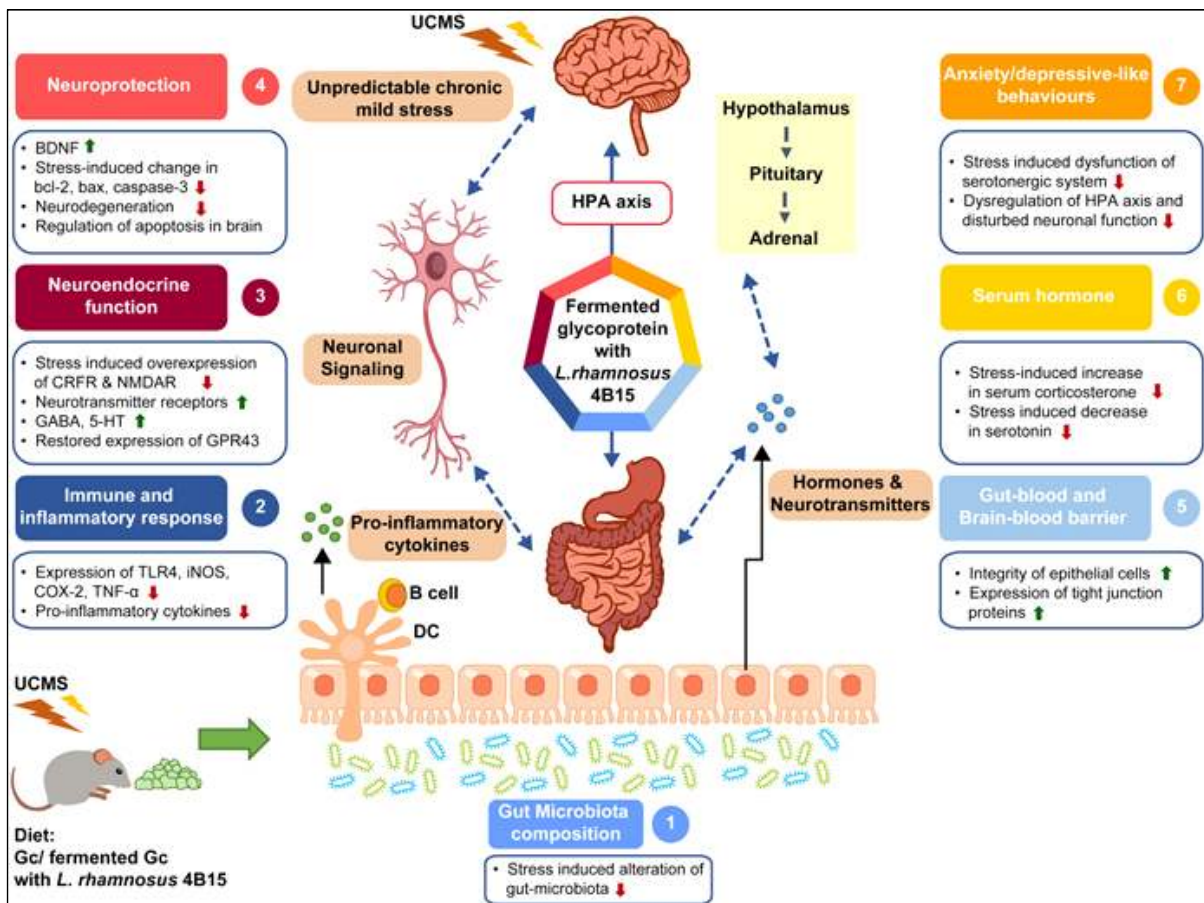 UCMS
Unpredictable chronic
mild stress
Neuroprotection
4
• BDNF ⬆
• Stress-induced change in
bcl-2, bax, caspase-3 ⬇
• Neurodegeneration ⬇
• Regulation of apoptosis in brain
Neuroendocrine
function
3
• Stress induced overexpression
of CRFR & NMDAR ⬇
• Neurotransmitter receptors ⬆
• GABA, 5-HT ⬆
• Restored expression of GPR43
Immune and
inflammatory response
2
• Expression of TLR4, iNOS,
COX-2, TNF-α ⬇
• Pro-inflammatory cytokines ⬇
UCMS
Diet:
Gc/ fermented Gc
with L. rhamnosus 4B15
HPA axis
Fermented
glycoprotein
with
L.rhamnosus
4B15
Neuronal
Signaling
Pro-inflammatory
cytokines
B cell
DC
Hypothalamus
Pituitary
Adrenal
Hormones &
Neurotransmitters
Gut Microbiota
composition
1
• Stress induced alteration of
gut-microbiota ⬇
Anxiety/depressive-like
behaviours
7
• Stress induced dysfunction of
serotonergic system ⬇
• Dysregulation of HPA axis and
disturbed neuronal function ⬇
Serum hormone
6
• Stress-induced increase
in serum corticosterone ⬇
• Stress induced decrease
in serotonin ⬇
Gut-blood and
Brain-blood barrier
5
• Integrity of epithelial cells ⬆
• Expression of tight junction
proteins ⬆